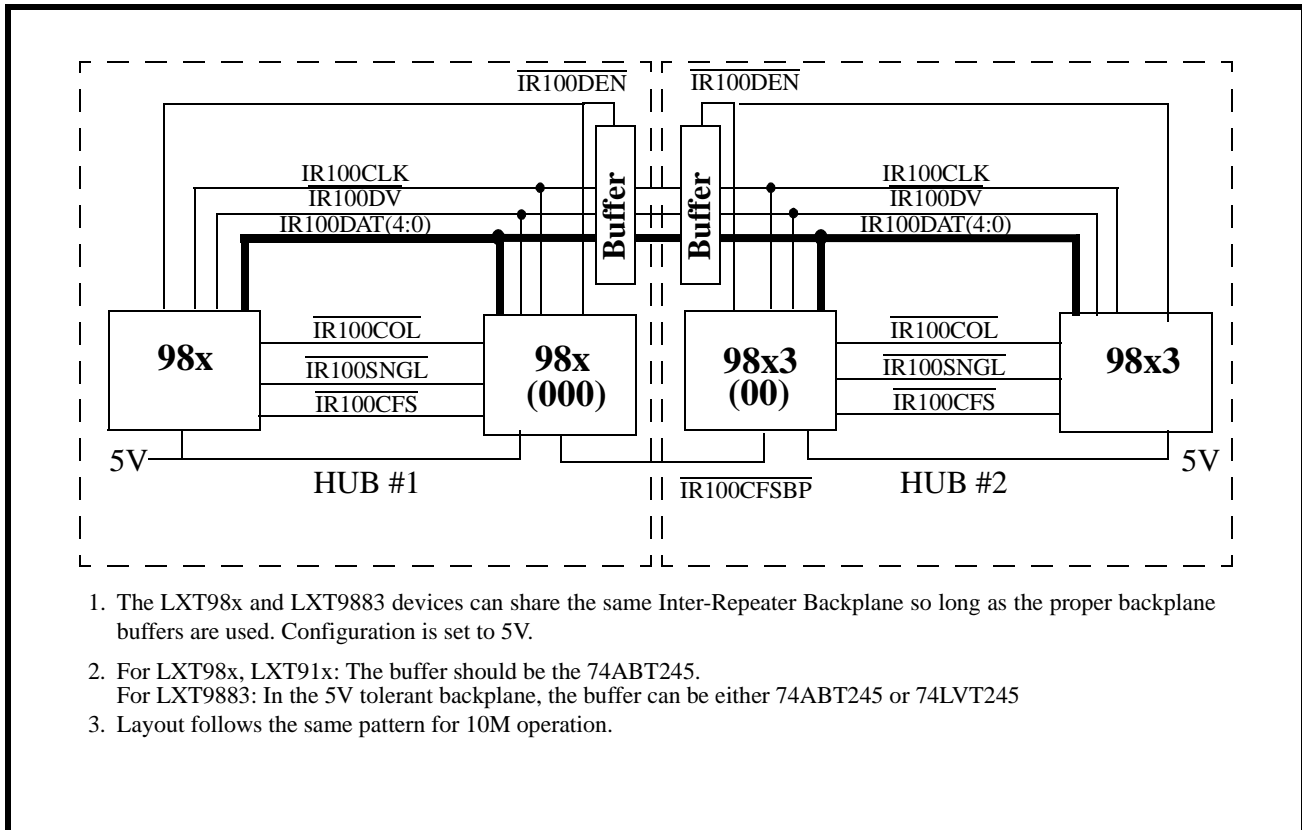 IR100DEN IR100DEN
Buffer Buffer
IR100CLK IR100CLK
IR100DV IR100DV
IR100DAT(4:0) IR100DAT(4:0)
98x
IR100COL
IR100SNGL
IR100CFS
98x
(000)
98x3
(00)
IR100COL
IR100SNGL
IR100CFS
98x3
5V 5V
HUB #1 IR100CFSBP HUB #2
1. The LXT98x and LXT9883 devices can share the same Inter-Repeater Backplane so long as the proper backplane
buffers are used. Configuration is set to 5V.
2. For LXT98x, LXT91x: The buffer should be the 74ABT245.
For LXT9883: In the 5V tolerant backplane, the buffer can be either 74ABT245 or 74LVT245
3. Layout follows the same pattern for 10M operation.